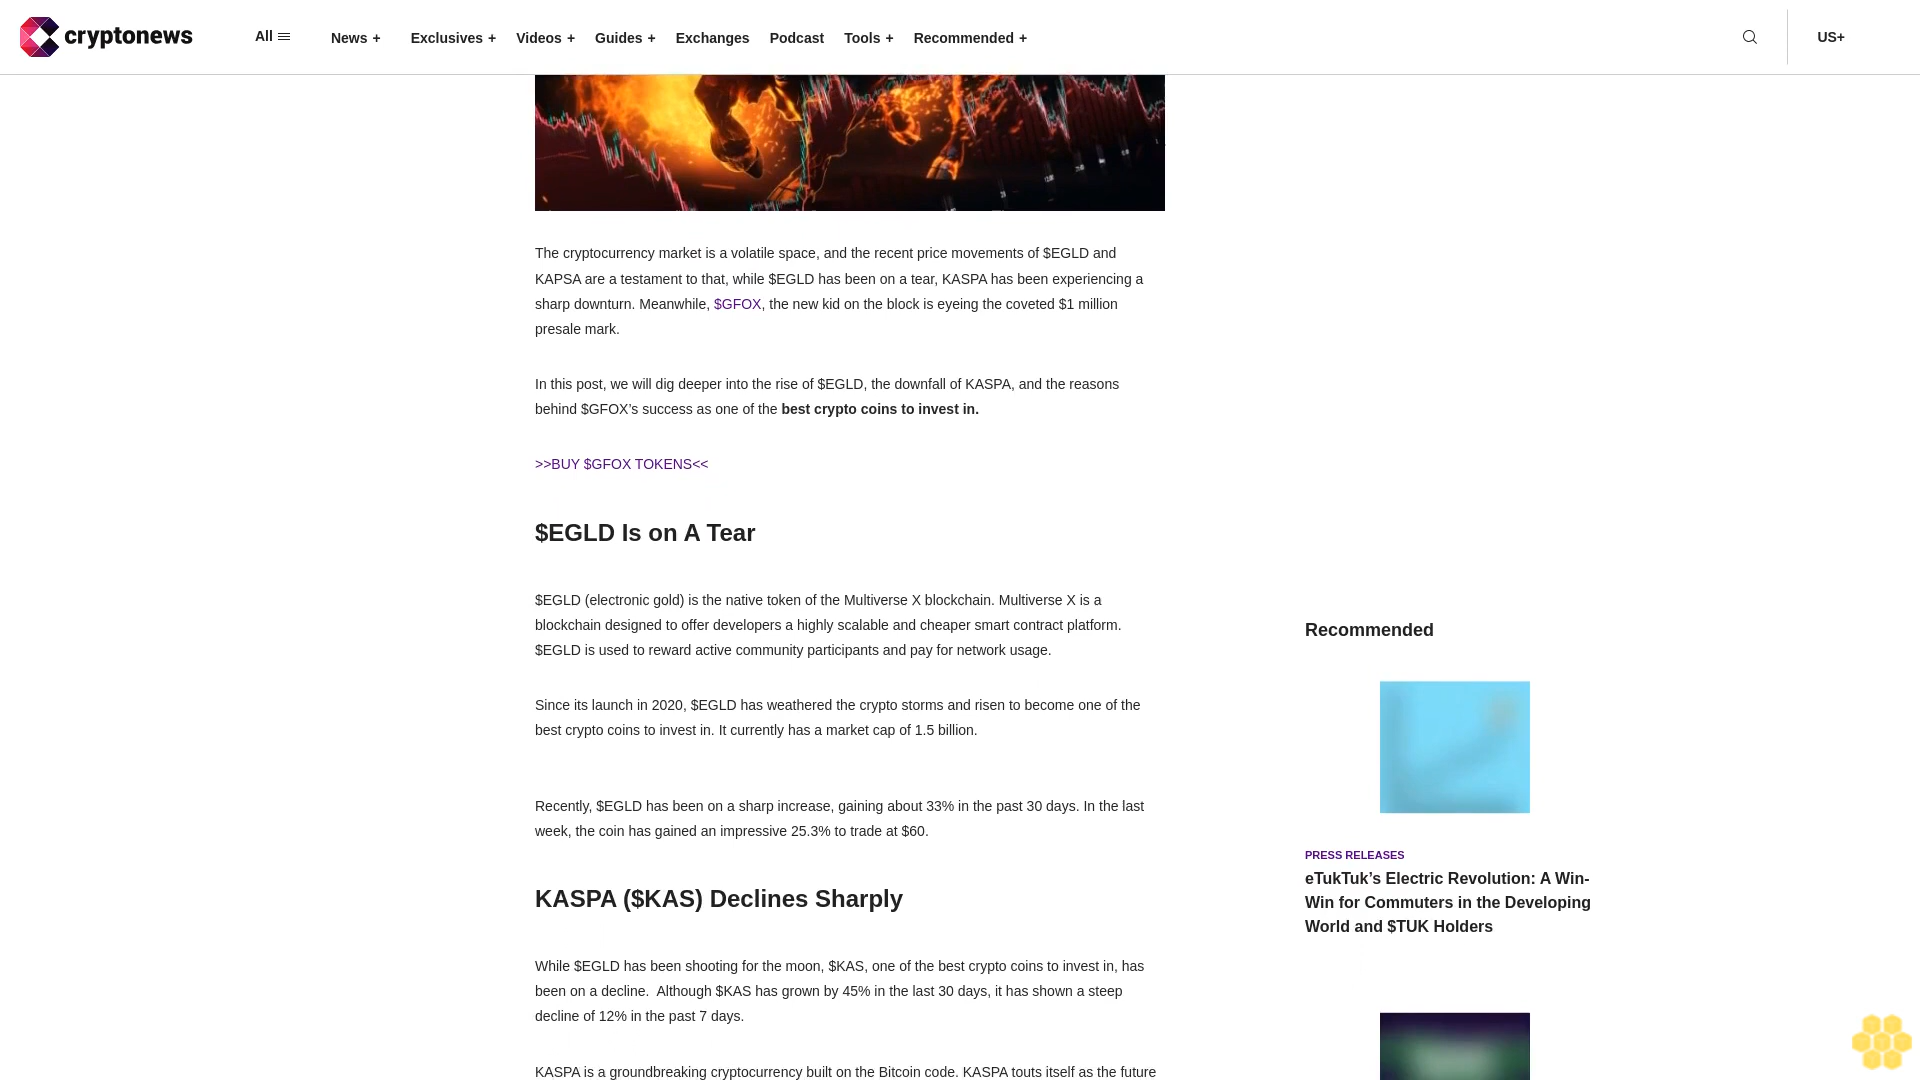 cryptonews
All
News +
Exclusives +
Videos +
Guides +
Exchanges
Podcast
Tools +
Recommended +
US+
The cryptocurrency market is a volatile space, and the recent price movements of $EGLD and
KAPSA are a testament to that, while $EGLD has been on a tear, KASPA has been experiencing a
sharp downturn. Meanwhile, $GFOX, the new kid on the block is eyeing the coveted $1 million
presale mark.
In this post, we will dig deeper into the rise of $EGLD, the downfall of KASPA, and the reasons
behind $GFOX’s success as one of the best crypto coins to invest in.
>>BUY $GFOX TOKENS<<
$EGLD Is on A Tear
$EGLD (electronic gold) is the native token of the Multiverse X blockchain. Multiverse X is a
blockchain designed to offer developers a highly scalable and cheaper smart contract platform.
$EGLD is used to reward active community participants and pay for network usage.
Since its launch in 2020, $EGLD has weathered the crypto storms and risen to become one of the
best crypto coins to invest in. It currently has a market cap of 1.5 billion.
Recently, $EGLD has been on a sharp increase, gaining about 33% in the past 30 days. In the last
week, the coin has gained an impressive 25.3% to trade at $60.
KASPA ($KAS) Declines Sharply
While $EGLD has been shooting for the moon, $KAS, one of the best crypto coins to invest in, has
been on a decline.  Although $KAS has grown by 45% in the last 30 days, it has shown a steep
decline of 12% in the past 7 days.
KASPA is a groundbreaking cryptocurrency built on the Bitcoin code. KASPA touts itself as the future
Recommended
PRESS RELEASES
eTukTuk’s Electric Revolution: A Win-
Win for Commuters in the Developing
World and $TUK Holders